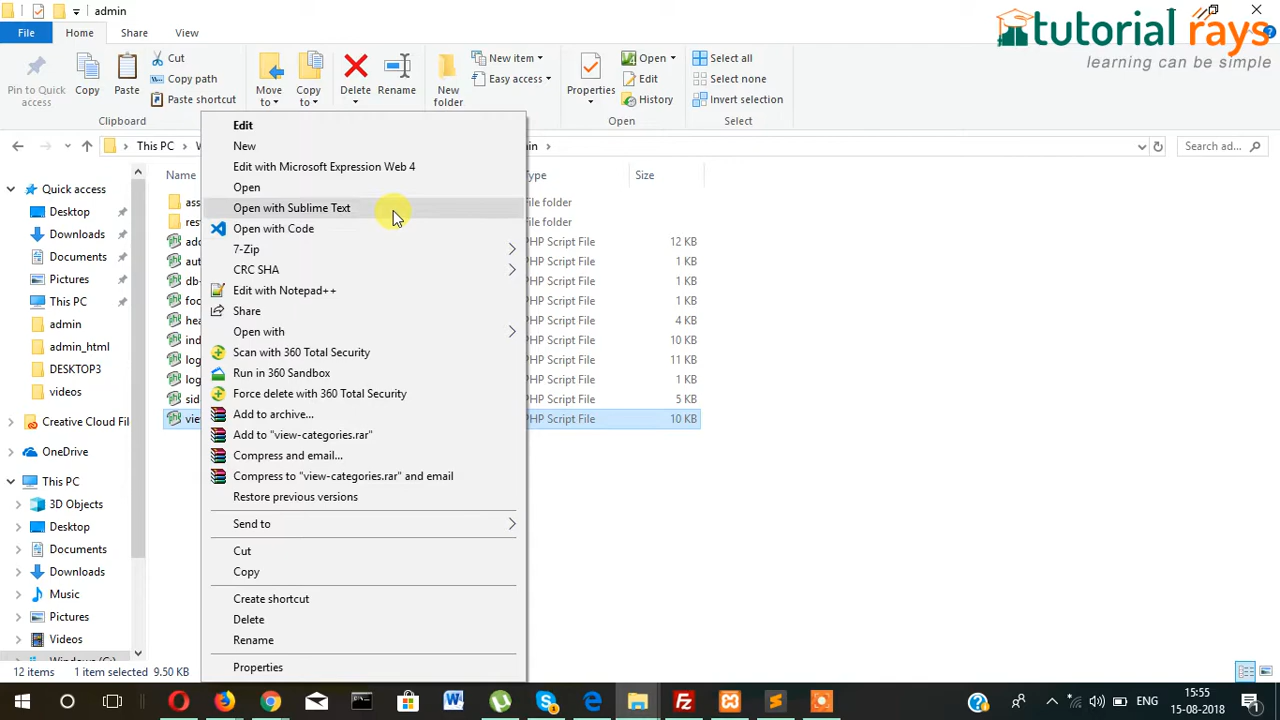 admin
tutorial rays
learning can be simple
File Home Share View
Pin to Quick access
Copy
Paste
Cut
Copy path
Paste shortcut
Clipboard
Move to
Copy to
Delete
Rename
New folder
New item
Easy access
Properties
Open
Edit
History
Open
Select all
Select none
Invert selection
Select
This PC
Search ad...
Name
Size
Quick access
Desktop
Downloads
Documents
Pictures
This PC
admin
admin_html
DESKTOP3
videos
Creative Cloud Fil
OneDrive
This PC
3D Objects
Desktop
Documents
Downloads
Music
Pictures
Videos
Edit
New
Edit with Microsoft Expression Web 4
Open
Open with Sublime Text
Open with Code
7-Zip
CRC SHA
Edit with Notepad++
Share
Open with
Scan with 360 Total Security
Run in 360 Sandbox
Force delete with 360 Total Security
Add to archive...
Add to "view-categories.rar"
Compress and email...
Compress to "view-categories.rar" and email
Restore previous versions
Send to
Cut
Copy
Create shortcut
Delete
Rename
Properties
ile folder
ile folder
PHP Script File 12 KB
PHP Script File 1 KB
PHP Script File 1 KB
PHP Script File 1 KB
PHP Script File 4 KB
PHP Script File 10 KB
PHP Script File 11 KB
PHP Script File 1 KB
PHP Script File 5 KB
PHP Script File 10 KB
12 items 1 item selected 9.50 KB
ENG
15:55
15-08-2018